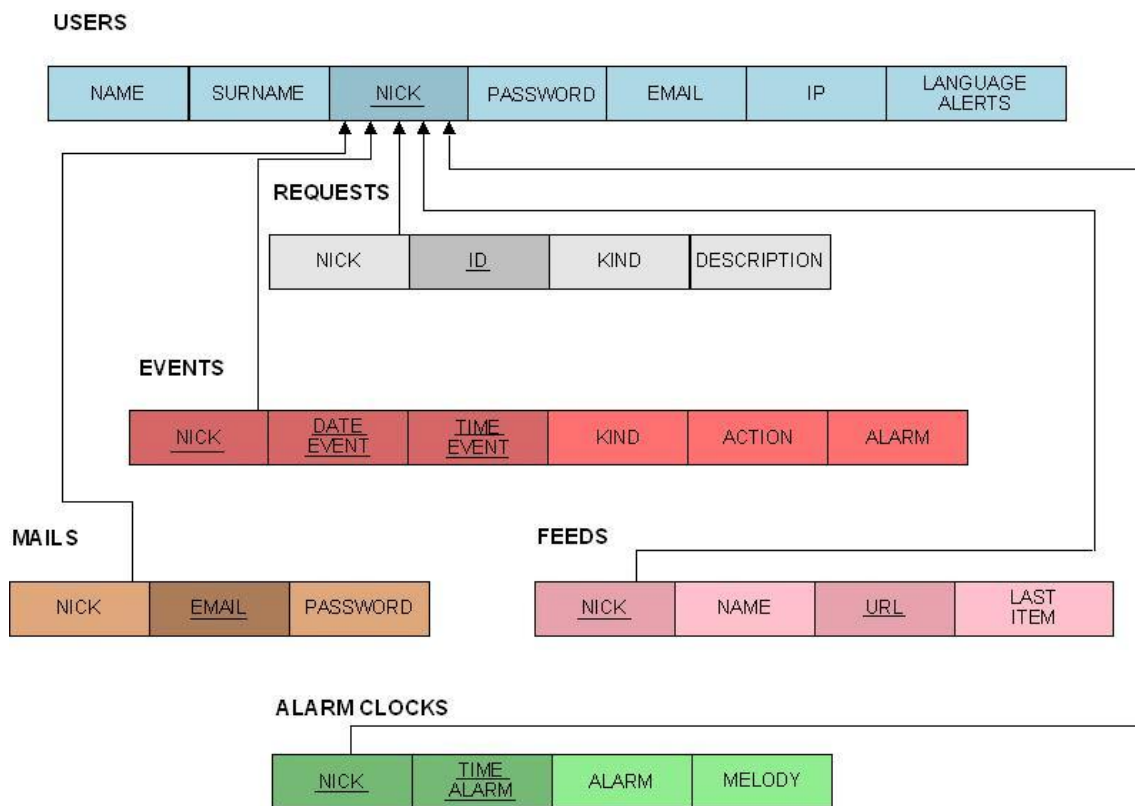 USERS
NAME SURNAME NICK PASSWORD EMAIL IP LANGUAGE
ALERTS
REQUESTS
NICK ID KIND DESCRIPTION
EVENTS
NICK DATE
EVENT TIME
EVENT KIND ACTION ALARM
MAILS
NICK EMAIL PASSWORD
FEEDS
NICK NAME URL LAST
ITEM
ALARM CLOCKS
NICK TIME
ALARM ALARM MELODY